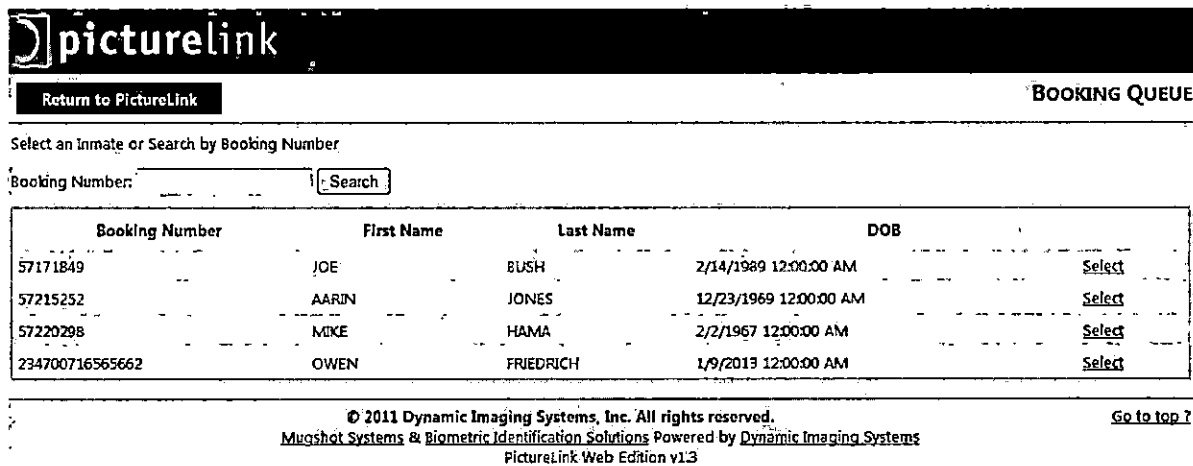 picturelink
Return to PictureLink
BOOKING QUEUE
Select an Inmate or Search by Booking Number
Booking Number: Search
Booking Number First Name Last Name DOB
57171849 JOE BUSH 2/14/1989 12:00:00 AM Select
57215252 AARIN JONES 12/23/1969 12:00:00 AM Select
57220298 MIKE HAMA 2/2/1967 12:00:00 AM Select
234700716565662 OWEN FRIEDRICH 1/9/2013 12:00:00 AM Select
© 2011 Dynamic Imaging Systems, Inc. All rights reserved. Go to top ?
Mugshot Systems & Biometric Identification Solutions Powered by Dynamic Imaging Systems
PictureLink Web Edition v1.3